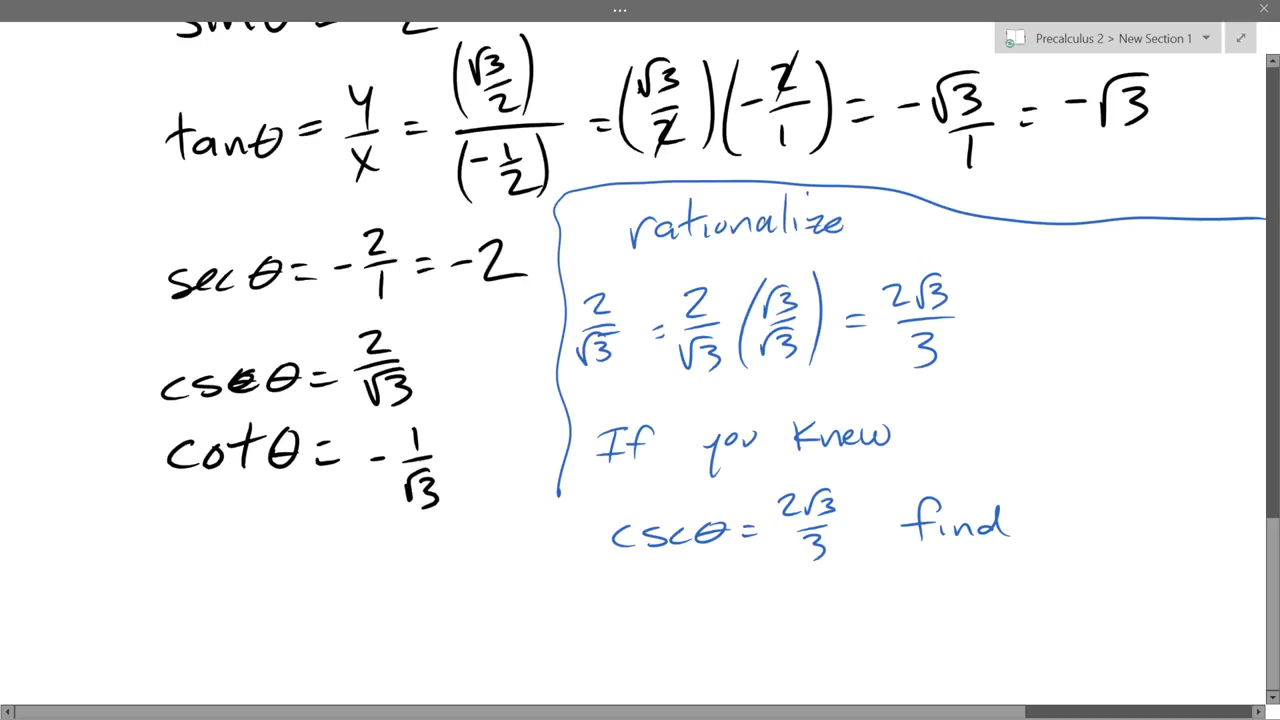 ...
Precalculus 2 > New Section 1
tanθ = y/x = (√3/2)/(-1/2) = (√3/2)(-2/1) = -√3/1 = -√3
rationalize
secθ = -2/1 = -2
2/√3 = 2/√3 (√3/√3) = 2√3/3
cscθ = 2/√3
cotθ = -1/√3
If you knew
cscθ = 2√3/3 find